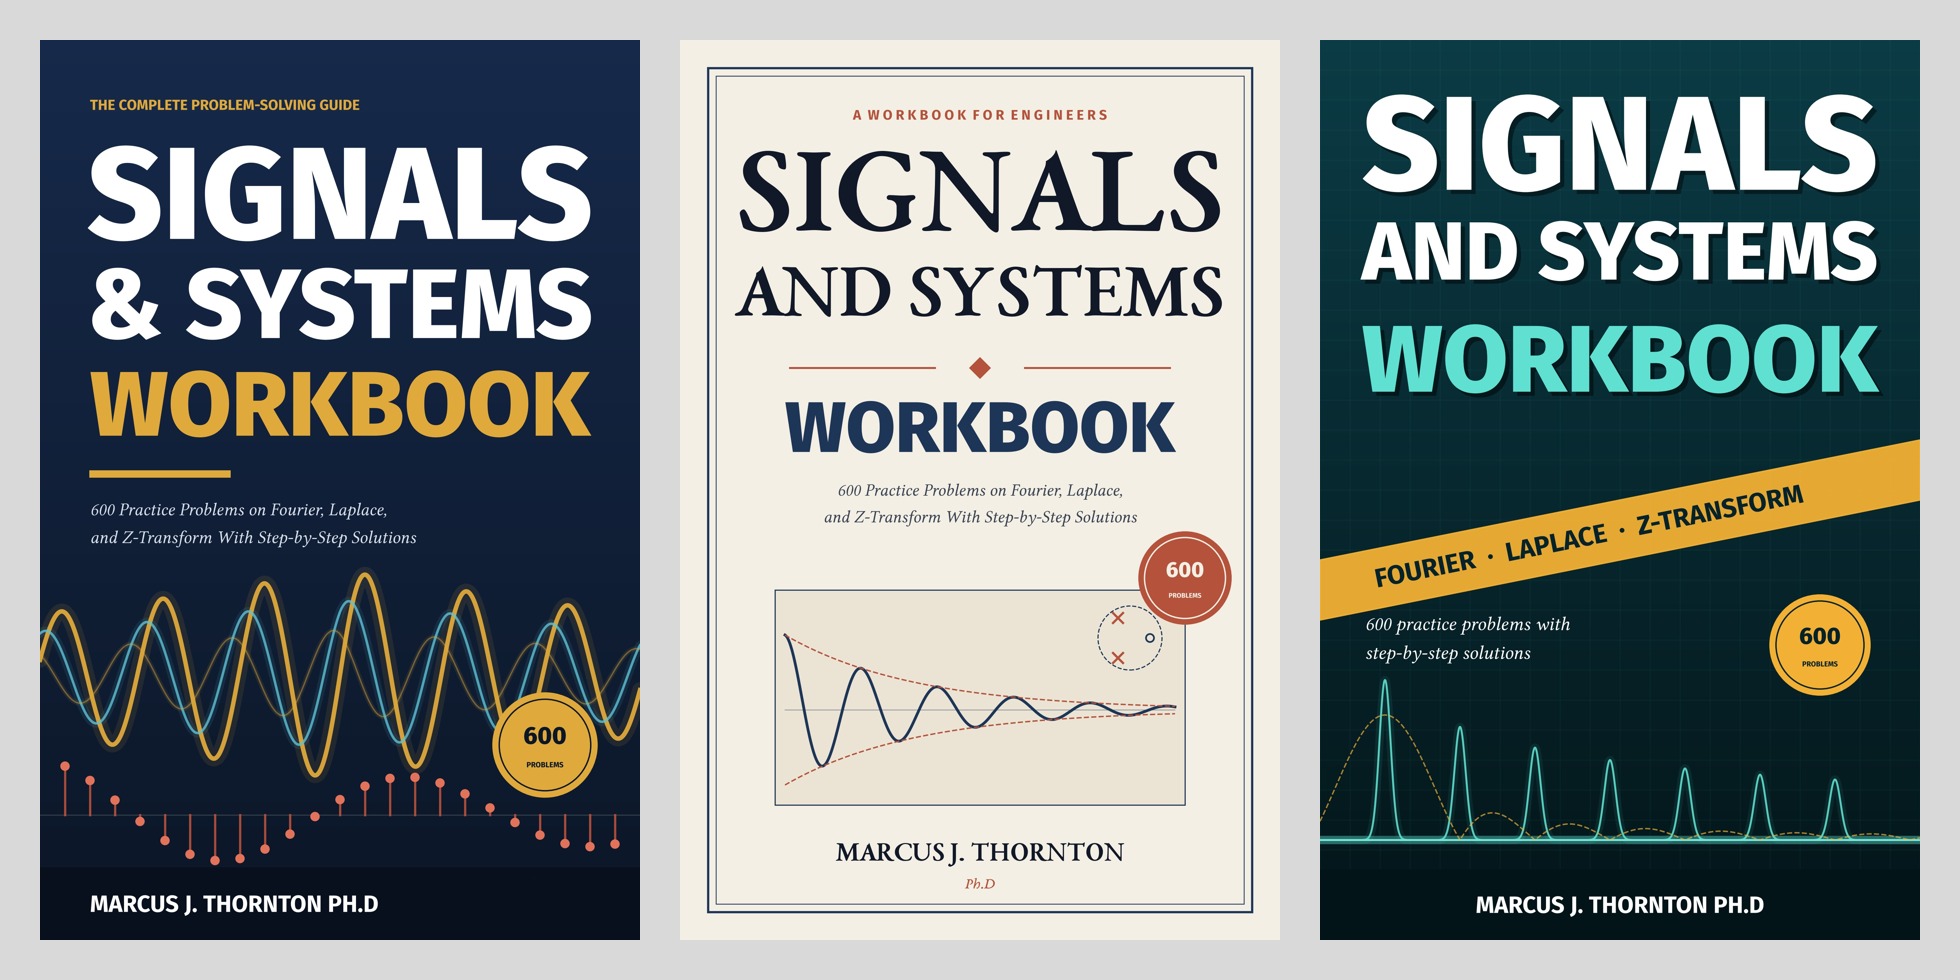 THE COMPLETE PROBLEM-SOLVING GUIDE
SIGNALS
& SYSTEMS
WORKBOOK
600 Practice Problems on Fourier, Laplace,
and Z-Transform With Step-by-Step Solutions
600
PROBLEMS
MARCUS J. THORNTON PH.D
A WORKBOOK FOR ENGINEERS
SIGNALS
AND SYSTEMS
WORKBOOK
600 Practice Problems on Fourier, Laplace,
and Z-Transform With Step-by-Step Solutions
600
PROBLEMS
MARCUS J. THORNTON
Ph.D
SIGNALS
AND SYSTEMS
WORKBOOK
FOURIER · LAPLACE · Z-TRANSFORM
600 practice problems with
step-by-step solutions
600
PROBLEMS
MARCUS J. THORNTON PH.D